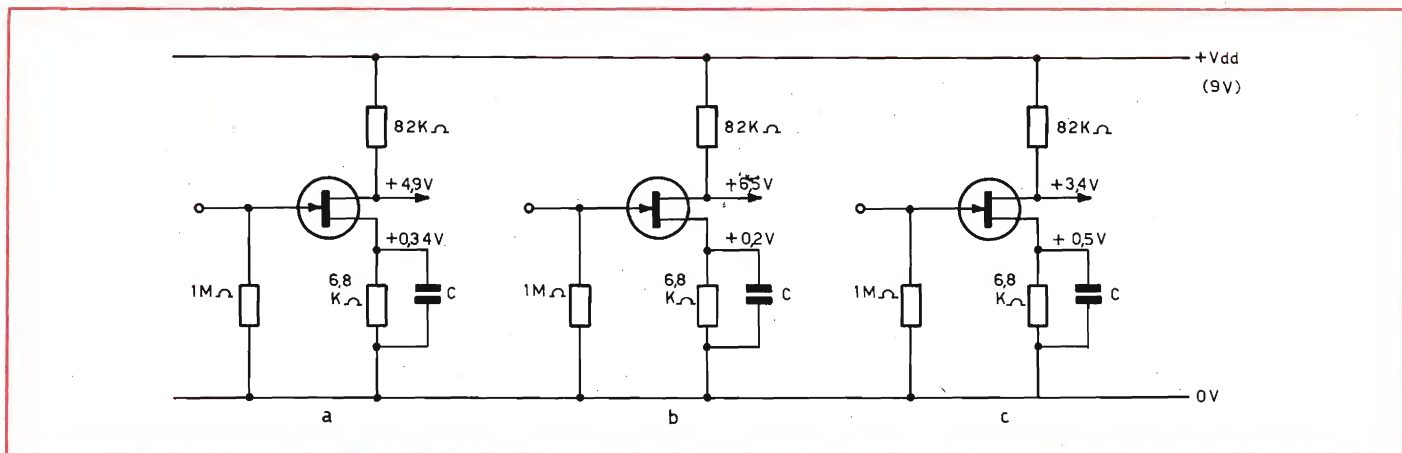 +Vdd
(9V)
82KΩ
82KΩ
82KΩ
+4,9V
+6,5V
+3,4V
+0,34V
+0,2V
+0,5V
1MΩ
6,8
KΩ
C
1MΩ
6,8
KΩ
C
1MΩ
6,8
KΩ
C
0V
a
b
c